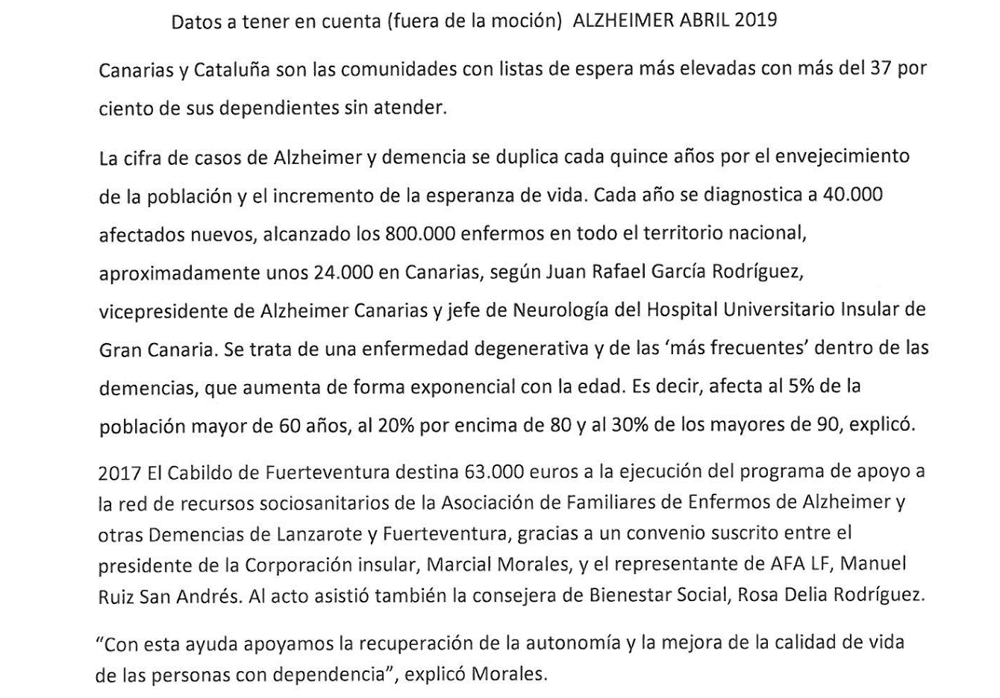 Datos a tener en cuenta (fuera de la moción) ALZHEIMER ABRIL 2019
Canarias y Cataluña son las comunidades con listas de espera más elevadas con más del 37 por
ciento de sus dependientes sin atender.
La cifra de casos de Alzheimer y demencia se duplica cada quince años por el envejecimiento
de la población y el incremento de la esperanza de vida. Cada año se diagnostica a 40.000
afectados nuevos, alcanzado los 800.000 enfermos en todo el territorio nacional,
aproximadamente unos 24.000 en Canarias, según Juan Rafael García Rodríguez,
vicepresidente de Alzheimer Canarias y jefe de Neurología del Hospital Universitario Insular de
Gran Canaria. Se trata de una enfermedad degenerativa y de las ‘más frecuentes’ dentro de las
demencias, que aumenta de forma exponencial con la edad. Es decir, afecta al 5% de la
población mayor de 60 años, al 20% por encima de 80 y al 30% de los mayores de 90, explicó.
2017 El Cabildo de Fuerteventura destina 63.000 euros a la ejecución del programa de apoyo a
la red de recursos sociosanitarios de la Asociación de Familiares de Enfermos de Alzheimer y
otras Demencias de Lanzarote y Fuerteventura, gracias a un convenio suscrito entre el
presidente de la Corporación insular, Marcial Morales, y el representante de AFA LF, Manuel
Ruiz San Andrés. Al acto asistió también la consejera de Bienestar Social, Rosa Delia Rodríguez.
“Con esta ayuda apoyamos la recuperación de la autonomía y la mejora de la calidad de vida
de las personas con dependencia”, explicó Morales.